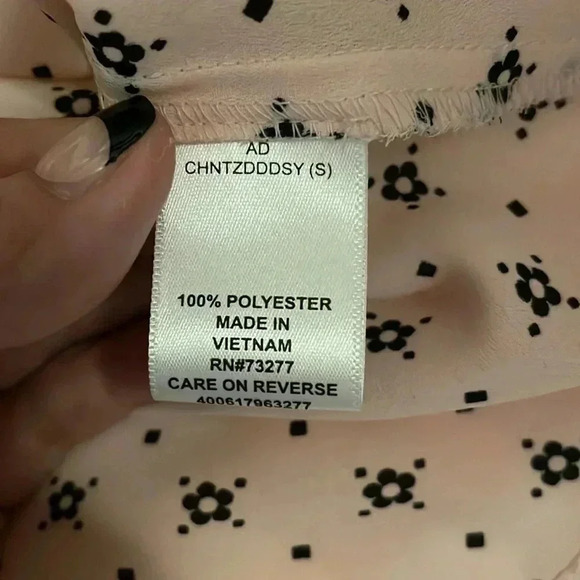 AD
CHNTZDDDSY (S)
100% POLYESTER
MADE IN
VIETNAM
RN#73277
CARE ON REVERSE
400617963277